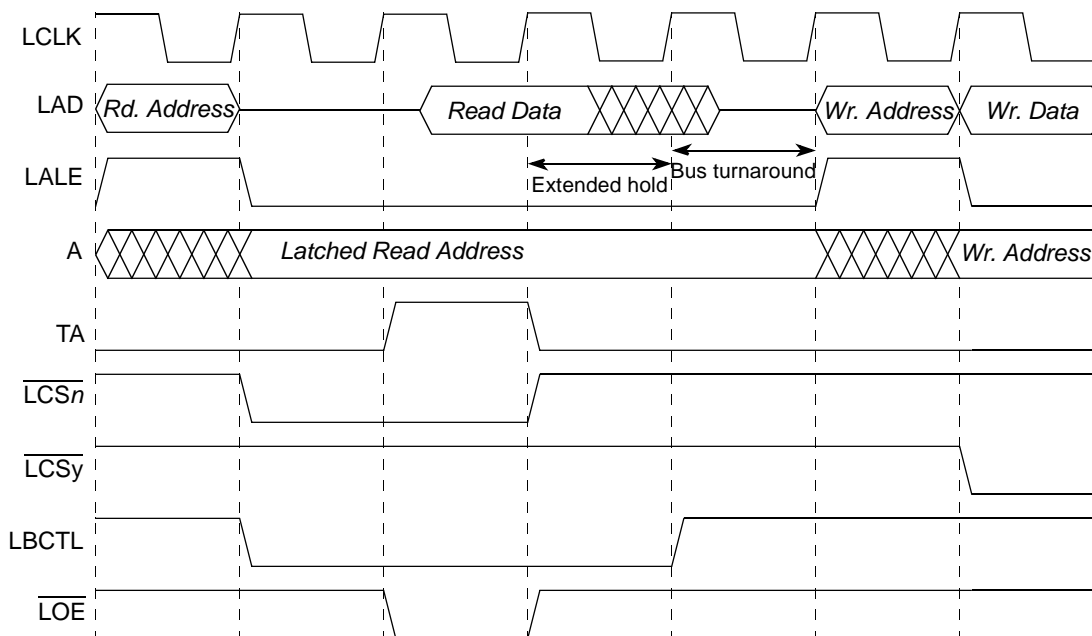 LCLK
LAD Rd. Address Read Data Wr. Address Wr. Data
LALE Extended hold Bus turnaround
A Latched Read Address Wr. Address
TA
LCSn
LCSy
LBCTL
LOE